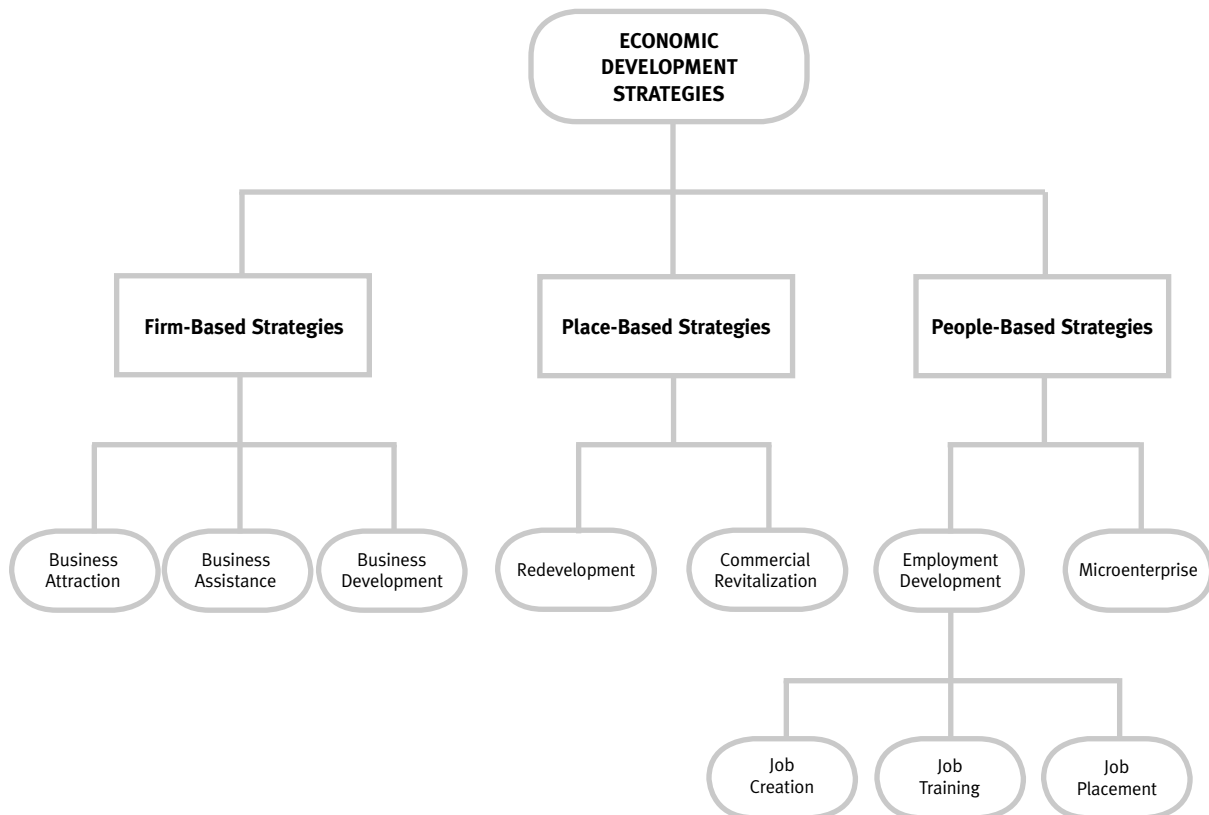 ECONOMIC
DEVELOPMENT
STRATEGIES
Firm-Based Strategies
Place-Based Strategies
People-Based Strategies
Business
Attraction
Business
Assistance
Business
Development
Redevelopment
Commercial
Revitalization
Employment
Development
Microenterprise
Job
Creation
Job
Training
Job
Placement